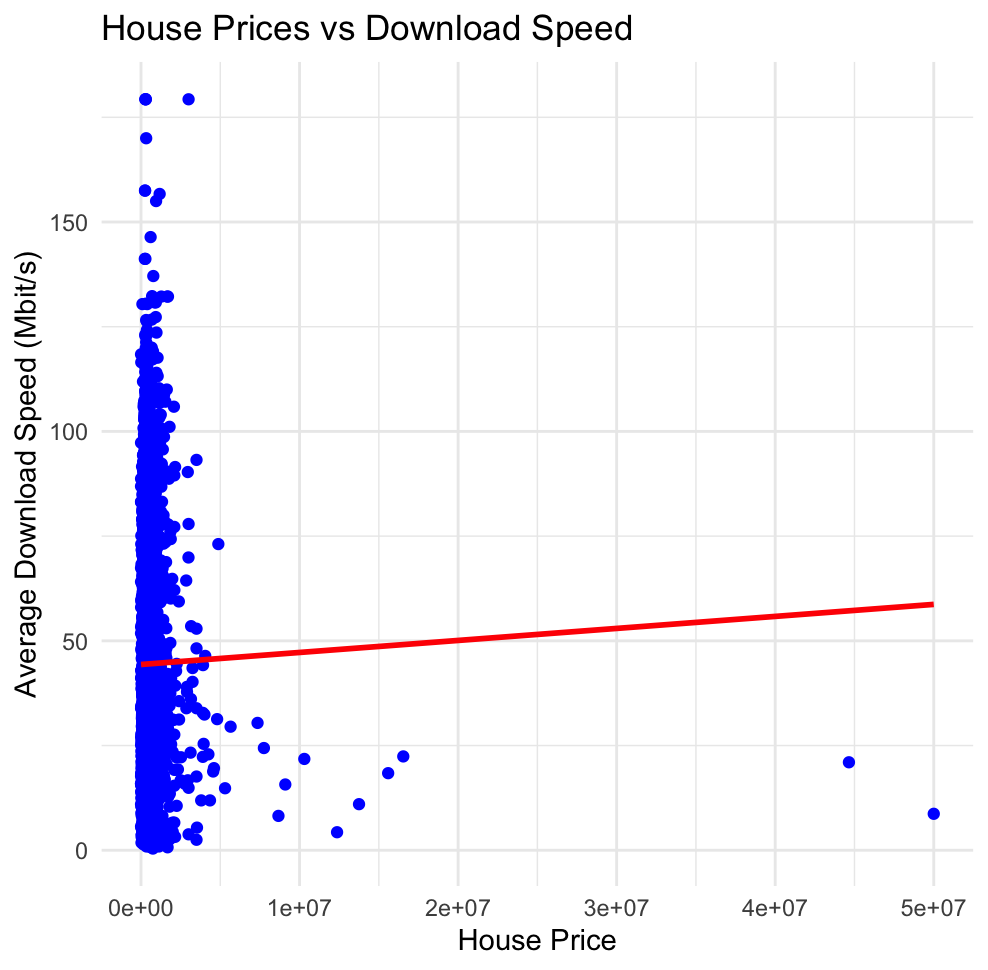 House Prices vs Download Speed
Average Download Speed (Mbit/s)
150
100
50
0
0e+00 1e+07 2e+07 3e+07 4e+07 5e+07
House Price